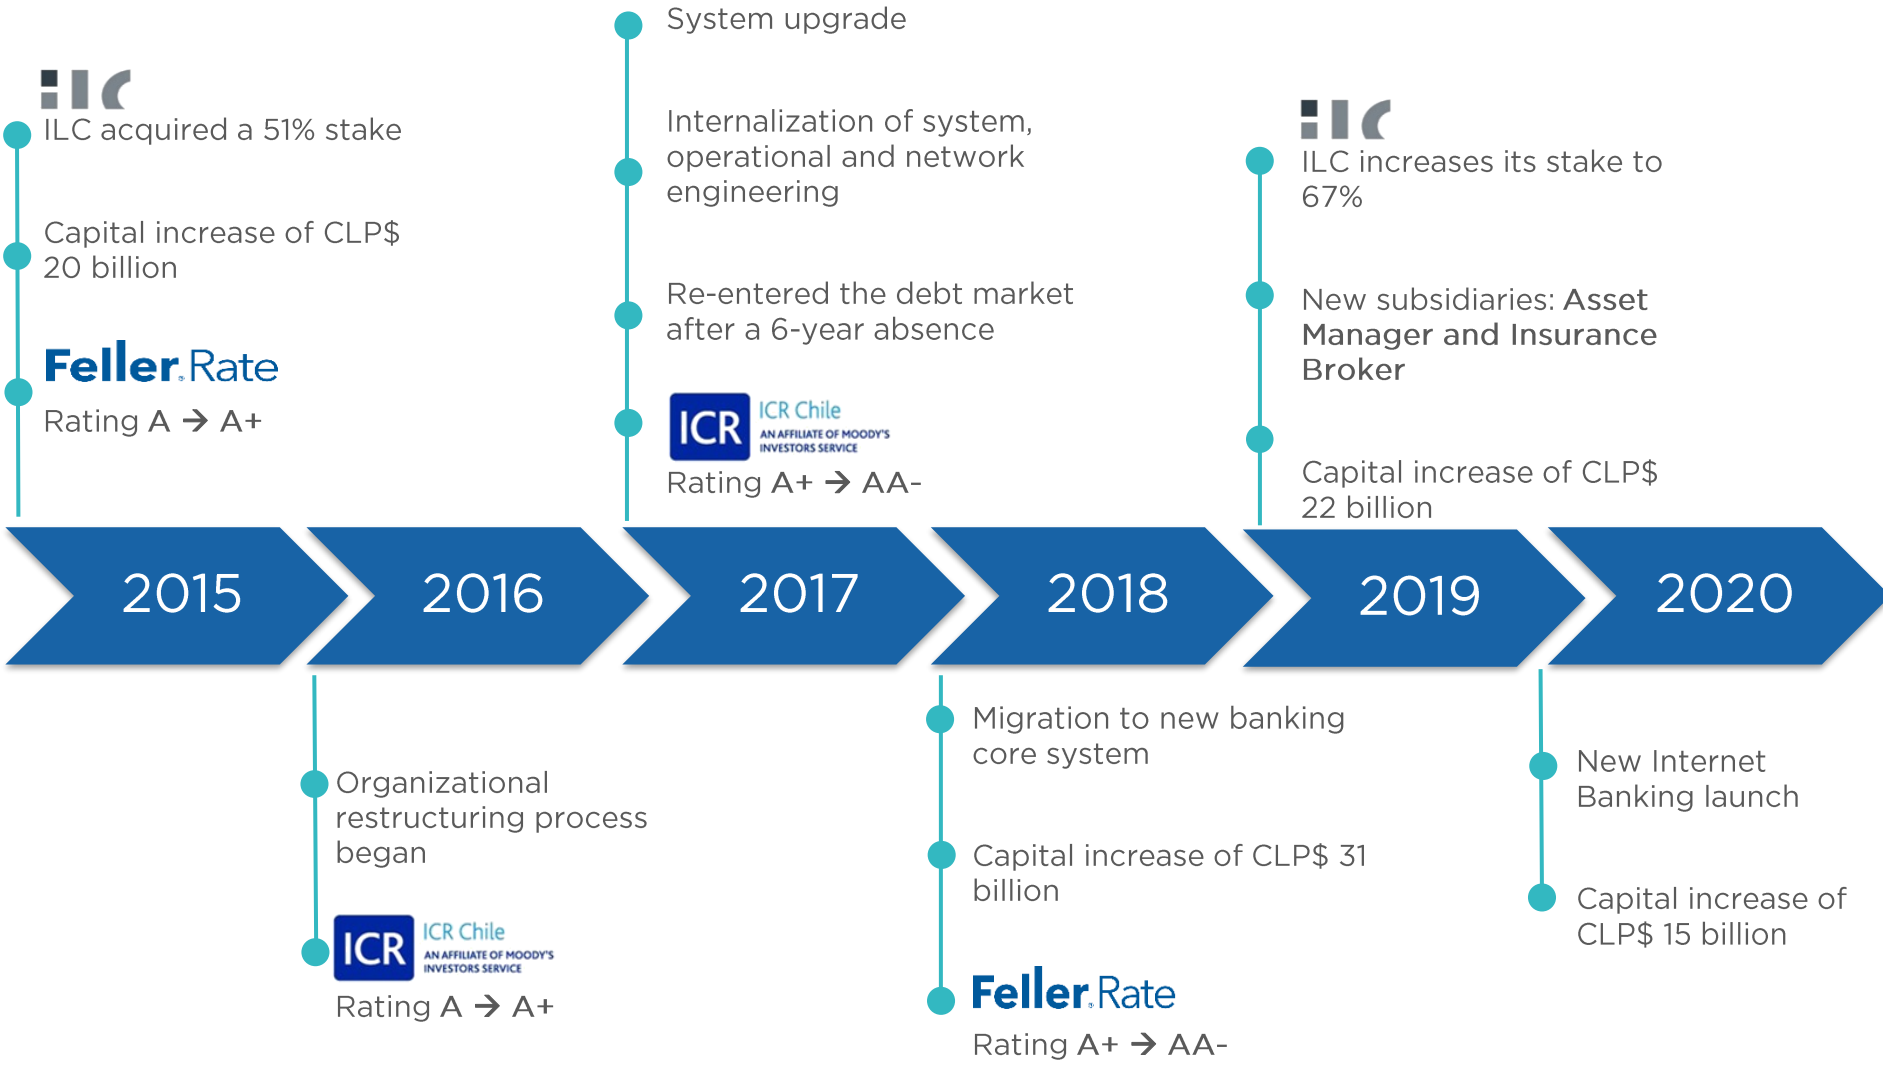 ILC
ILC acquired a 51% stake
Capital increase of CLP$
20 billion
Feller.Rate
Rating A → A+
System upgrade
Internalization of system,
operational and network
engineering
Re-entered the debt market
after a 6-year absence
ICR
ICR Chile
AN AFFILIATE OF MOODY'S
INVESTORS SERVICE
Rating A+ → AA-
ILC
ILC increases its stake to
67%
New subsidiaries: Asset
Manager and Insurance
Broker
Capital increase of CLP$
22 billion
2015
2016
2017
2018
2019
2020
Organizational
restructuring process
began
ICR
ICR Chile
AN AFFILIATE OF MOODY'S
INVESTORS SERVICE
Rating A → A+
Migration to new banking
core system
Capital increase of CLP$ 31
billion
Feller.Rate
Rating A+ → AA-
New Internet
Banking launch
Capital increase of
CLP$ 15 billion